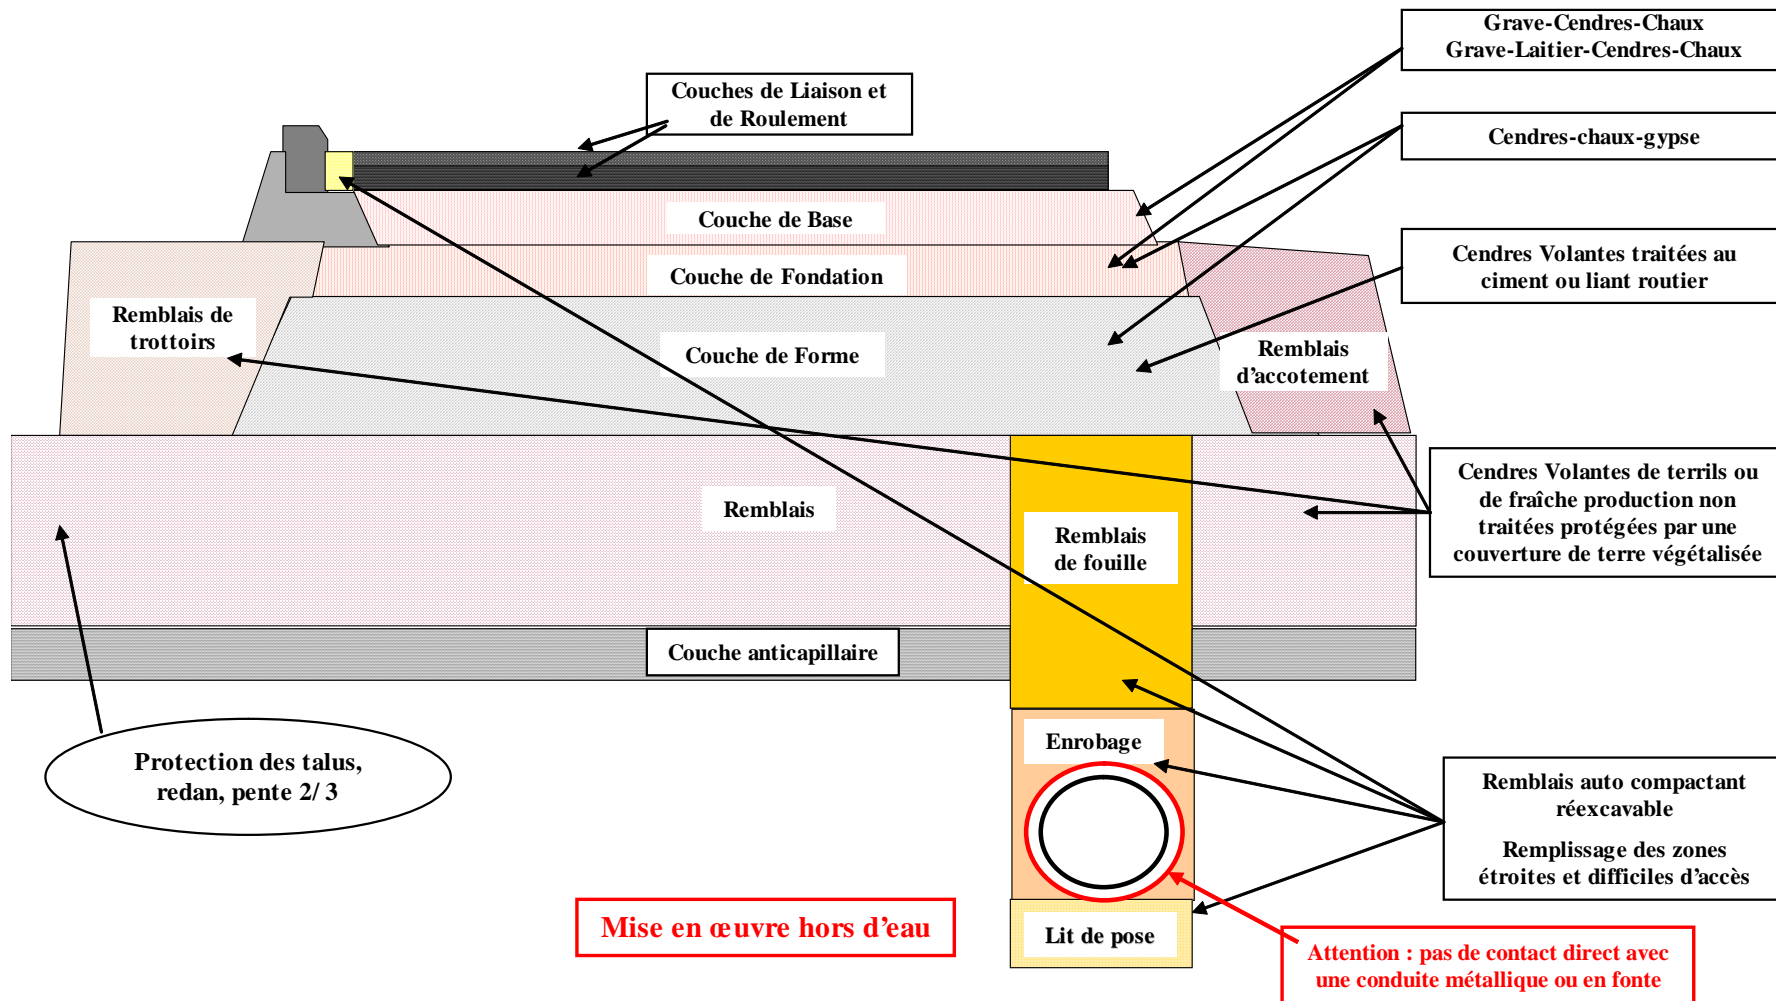 Grave-Cendres-Chaux
Grave-Laitier-Cendres-Chaux
Couches de Liaison et
de Roulement
Cendres-chaux-gypse
Couche de Base
Cendres Volantes traitées au
ciment ou liant routier
Couche de Fondation
Remblais de
trottoirs
Couche de Forme
Remblais
d'accotement
Cendres Volantes de terrils ou
de fraîche production non
traitées protégées par une
couverture de terre végétalisée
Remblais
Remblais
de fouille
Couche anticapillaire
Protection des talus,
redan, pente 2/ 3
Enrobage
Remblais auto compactant
réexcavable
Remplissage des zones
étroites et difficiles d'accès
Mise en œuvre hors d'eau
Lit de pose
Attention : pas de contact direct avec
une conduite métallique ou en fonte